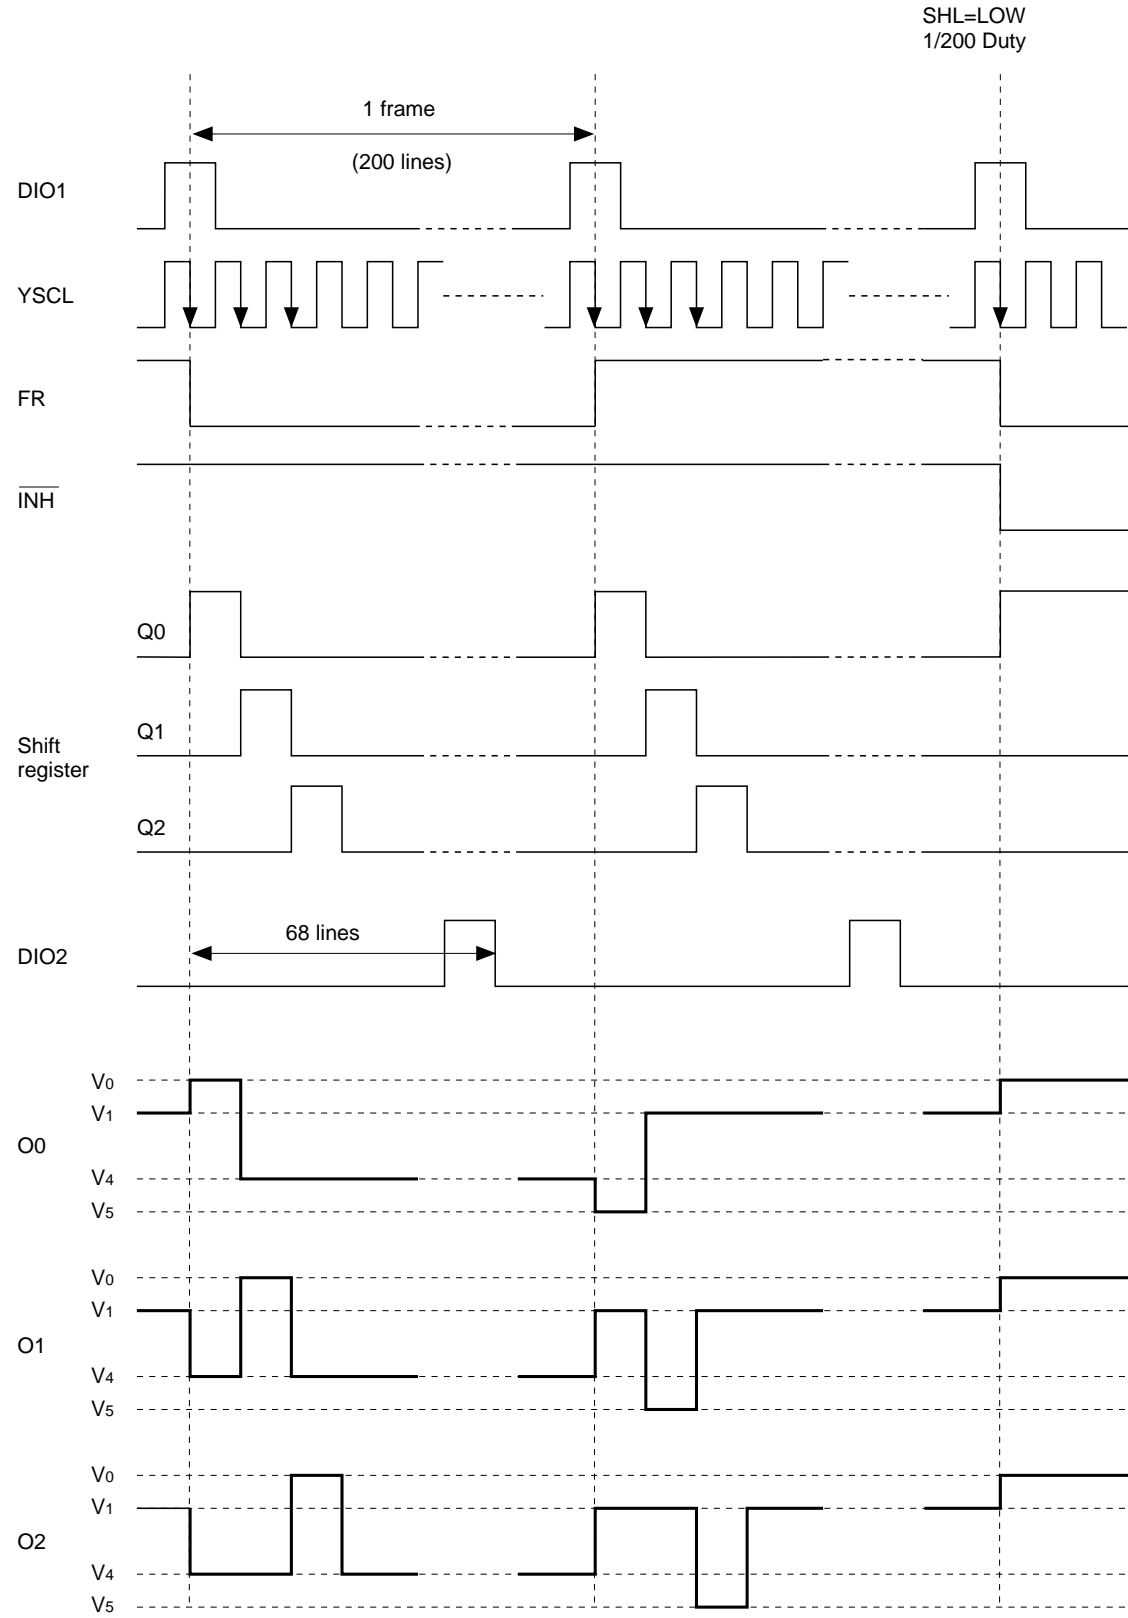 SHL=LOW
1/200 Duty
1 frame
(200 lines)
DIO1
YSCL
FR
INH
Q0
Q1
Shift
register
Q2
68 lines
DIO2
V0
V1
O0
V4
V5
V0
V1
O1
V4
V5
V0
V1
O2
V4
V5